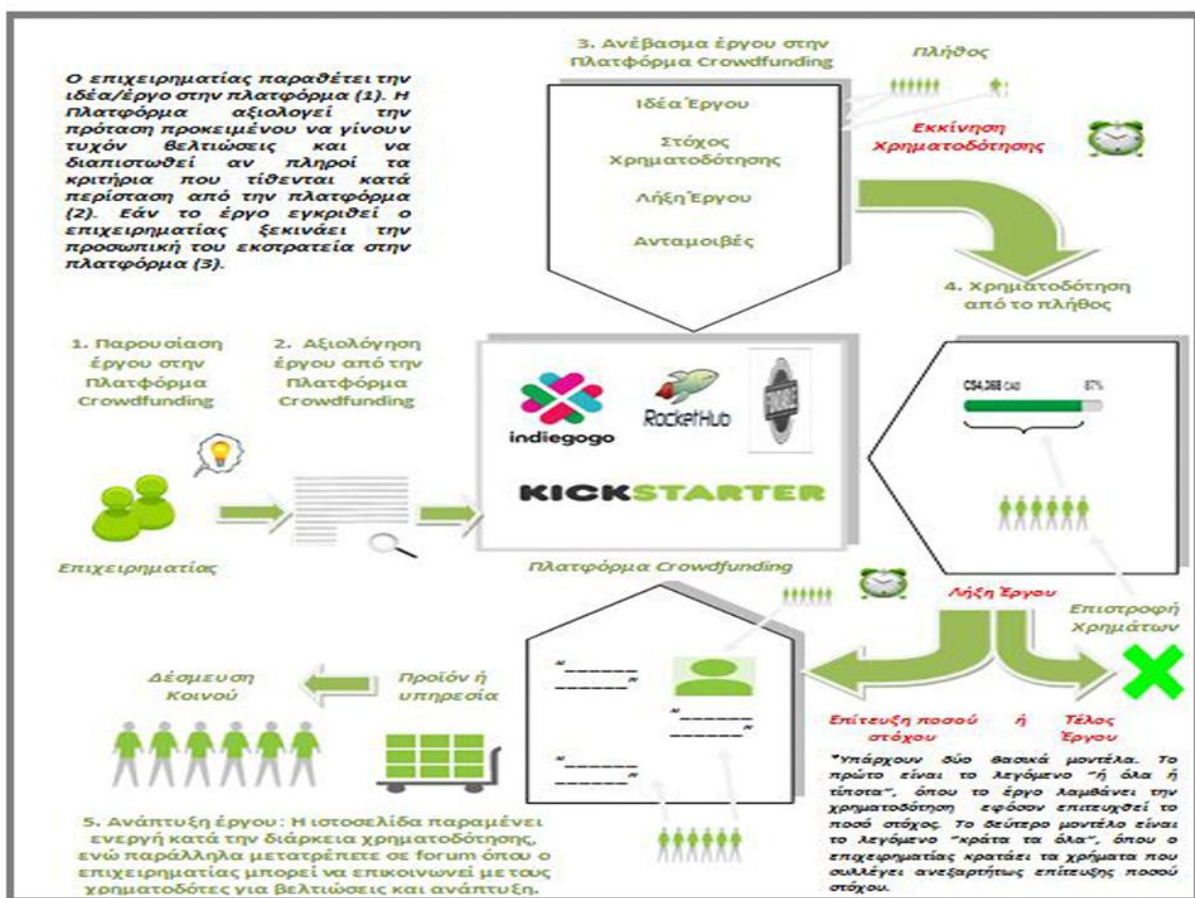 Ο επιχειρηματίας παραθέτει την
ιδέα/έργο στην πλατφόρμα (1). Η
Πλατφόρμα αξιολογεί την
πρόταση προκειμένου να γίνουν
τυχόν βελτιώσεις και να
διαπιστωθεί αν πληροί τα
κριτήρια που τίθενται κατά
περίσταση από την πλατφόρμα
(2). Εάν το έργο εγκριθεί ο
επιχειρηματίας ξεκινάει την
προσωπική του εκστρατεία στην
πλατφόρμα (3).
3. Ανέβασμα έργου στην
Πλατφόρμα Crowdfunding
Ιδέα Έργου
Στόχος
Χρηματοδότησης
Λήξη Έργου
Ανταμοιβές
Πλήθος
Εκκίνηση
Χρηματοδότησης
4. Χρηματοδότηση
από το πλήθος
1. Παρουσίαση
έργου στην
Πλατφόρμα
Crowdfunding
2. Αξιολόγηση
έργου από την
Πλατφόρμα
Crowdfunding
indiegogo
RocketHub
KICKSTARTER
C$4,368 CAD 87%
Επιχειρηματίας
Πλατφόρμα Crowdfunding
Λήξη Έργου
Επιστροφή
Χρημάτων
Δέσμευση
Κοινού
Προϊόν ή
υπηρεσία
Επίτευξη ποσού ή Τέλος
στόχου Έργου
*Υπάρχουν δύο βασικά μοντέλα. Το
πρώτο είναι το λεγόμενο "ή όλα ή
τίποτα", όπου το έργο λαμβάνει την
χρηματοδότηση εφόσον επιτευχθεί το
ποσό στόχος. Το δεύτερο μοντέλο είναι
το λεγόμενο "κράτα τα όλα", όπου ο
επιχειρηματίας κρατάει τα χρήματα που
συλλέγει ανεξαρτήτως επίτευξης ποσού
στόχου.
5. Ανάπτυξη έργου: Η ιστοσελίδα παραμένει
ενεργή κατά την διάρκεια χρηματοδότησης,
ενώ παράλληλα μετατρέπετε σε forum όπου ο
επιχειρηματίας μπορεί να επικοινωνεί με τους
χρηματοδότες για βελτιώσεις και ανάπτυξη.